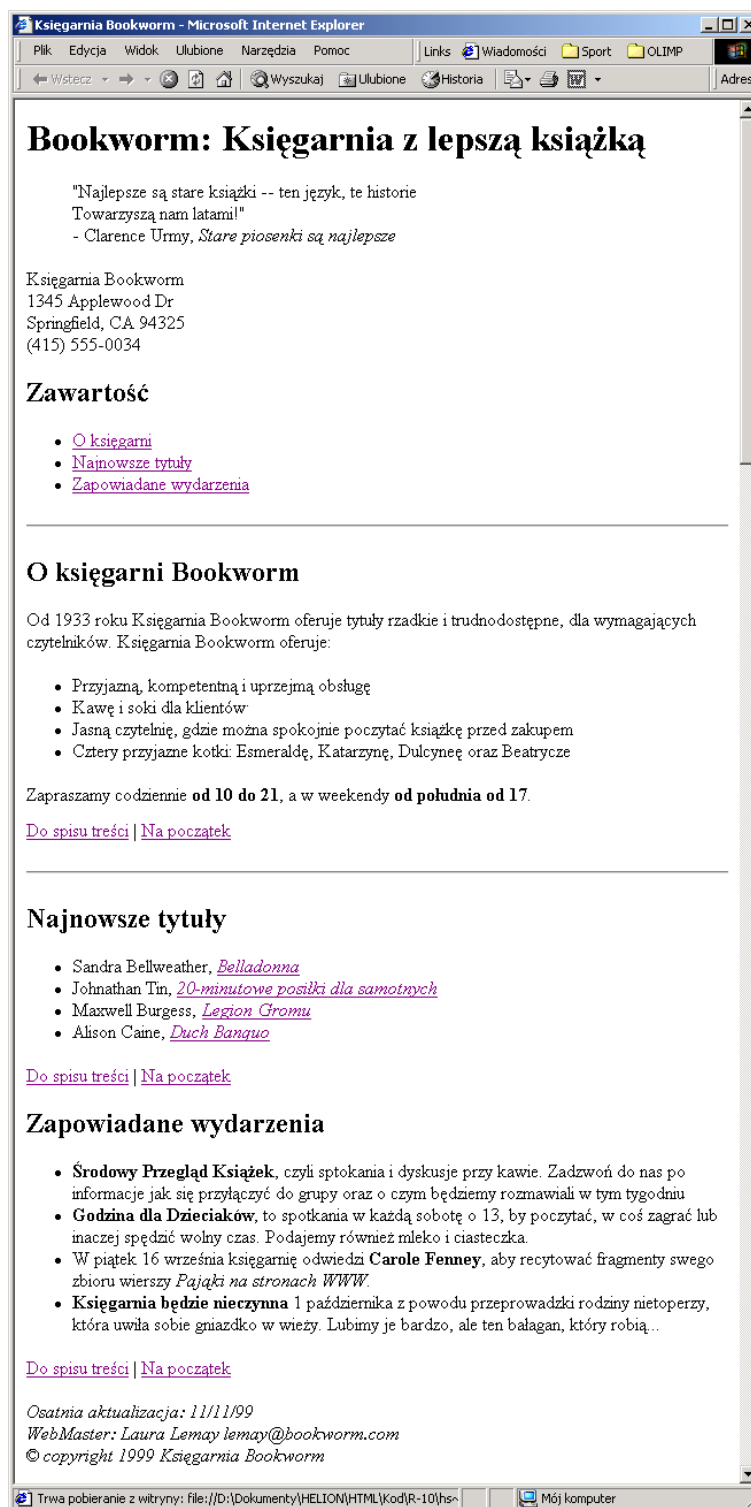 Księgarnia Bookworm - Microsoft Internet Explorer
Plik Edycja Widok Ulubione Narzędzia Pomoc Links Wiadomości Sport OLIMP
Wstecz Wyszukaj Ulubione Historia Adres
Bookworm: Księgarnia z lepszą książką
"Najlepsze są stare książki -- ten język, te historie
Towarzyszą nam latami!"
- Clarence Urmy, Stare piosenki są najlepsze
Księgarnia Bookworm
1345 Applewood Dr
Springfield, CA 94325
(415) 555-0034
Zawartość
• O księgarni
• Najnowsze tytuły
• Zapowiadane wydarzenia
O księgarni Bookworm
Od 1933 roku Księgarnia Bookworm oferuje tytuły rzadkie i trudnodostępne, dla wymagających
czytelników. Księgarnia Bookworm oferuje:
• Przyjazną, kompetentną i uprzejmą obsługę
• Kawę i soki dla klientów
• Jasną czytelnię, gdzie można spokojnie poczytać książkę przed zakupem
• Cztery przyjazne kotki: Esmeraldę, Katarzynę, Dulcyneę oraz Beatrycze
Zapraszamy codziennie od 10 do 21, a w weekendy od południa od 17.
Do spisu treści | Na początek
Najnowsze tytuły
• Sandra Bellweather, Belladonna
• Johnathan Tin, 20-minutowe posiłki dla samotnych
• Maxwell Burgess, Legion Gromu
• Alison Caine, Duch Banquo
Do spisu treści | Na początek
Zapowiadane wydarzenia
• Środowy Przegląd Książek, czyli sptokania i dyskusje przy kawie. Zadzwoń do nas po
informacje jak się przyłączyć do grupy oraz o czym będziemy rozmawiali w tym tygodniu
• Godzina dla Dzieciaków, to spotkania w każdą sobotę o 13, by poczytać, w coś zagrać lub
inaczej spędzić wolny czas. Podajemy również mleko i ciasteczka.
• W piątek 16 września księgarnię odwiedzi Carole Fenney, aby recytować fragmenty swego
zbioru wierszy Pająki na stronach WWW.
• Księgarnia będzie nieczynna 1 października z powodu przeprowadzki rodziny nietoperzy,
która uwiła sobie gniazdko w wieży. Lubimy je bardzo, ale ten bałagan, który robią...
Do spisu treści | Na początek
Osatnia aktualizacja: 11/11/99
WebMaster: Laura Lemay lemay@bookworm.com
© copyright 1999 Księgarnia Bookworm
Trwa pobieranie z witryny: file://D:\Dokumenty\HELION\HTML\Kod\R-10\hs~ Mój komputer